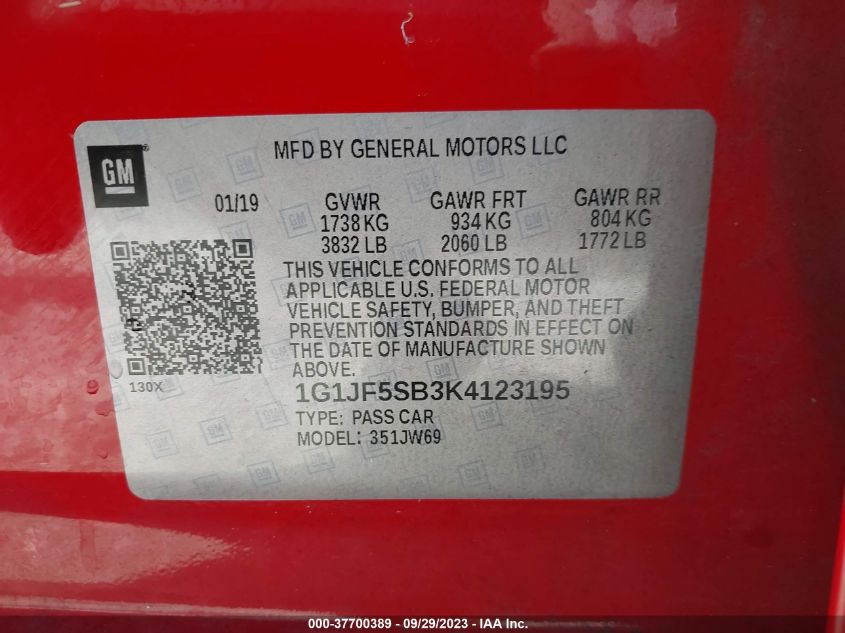 GM
MFD BY GENERAL MOTORS LLC
01/19 GVWR GAWR FRT GAWR RR
1738 KG 934 KG 804 KG
3832 LB 2060 LB 1772 LB
THIS VEHICLE CONFORMS TO ALL
APPLICABLE U.S. FEDERAL MOTOR
VEHICLE SAFETY, BUMPER, AND THEFT
PREVENTION STANDARDS IN EFFECT ON
THE DATE OF MANUFACTURE SHOWN
ABOVE.
130X
1G1JF5SB3K4123195
TYPE: PASS CAR
MODEL: 351JW69
000-37700389 - 09/29/2023 - Copyright © 2023 IAA, Inc.